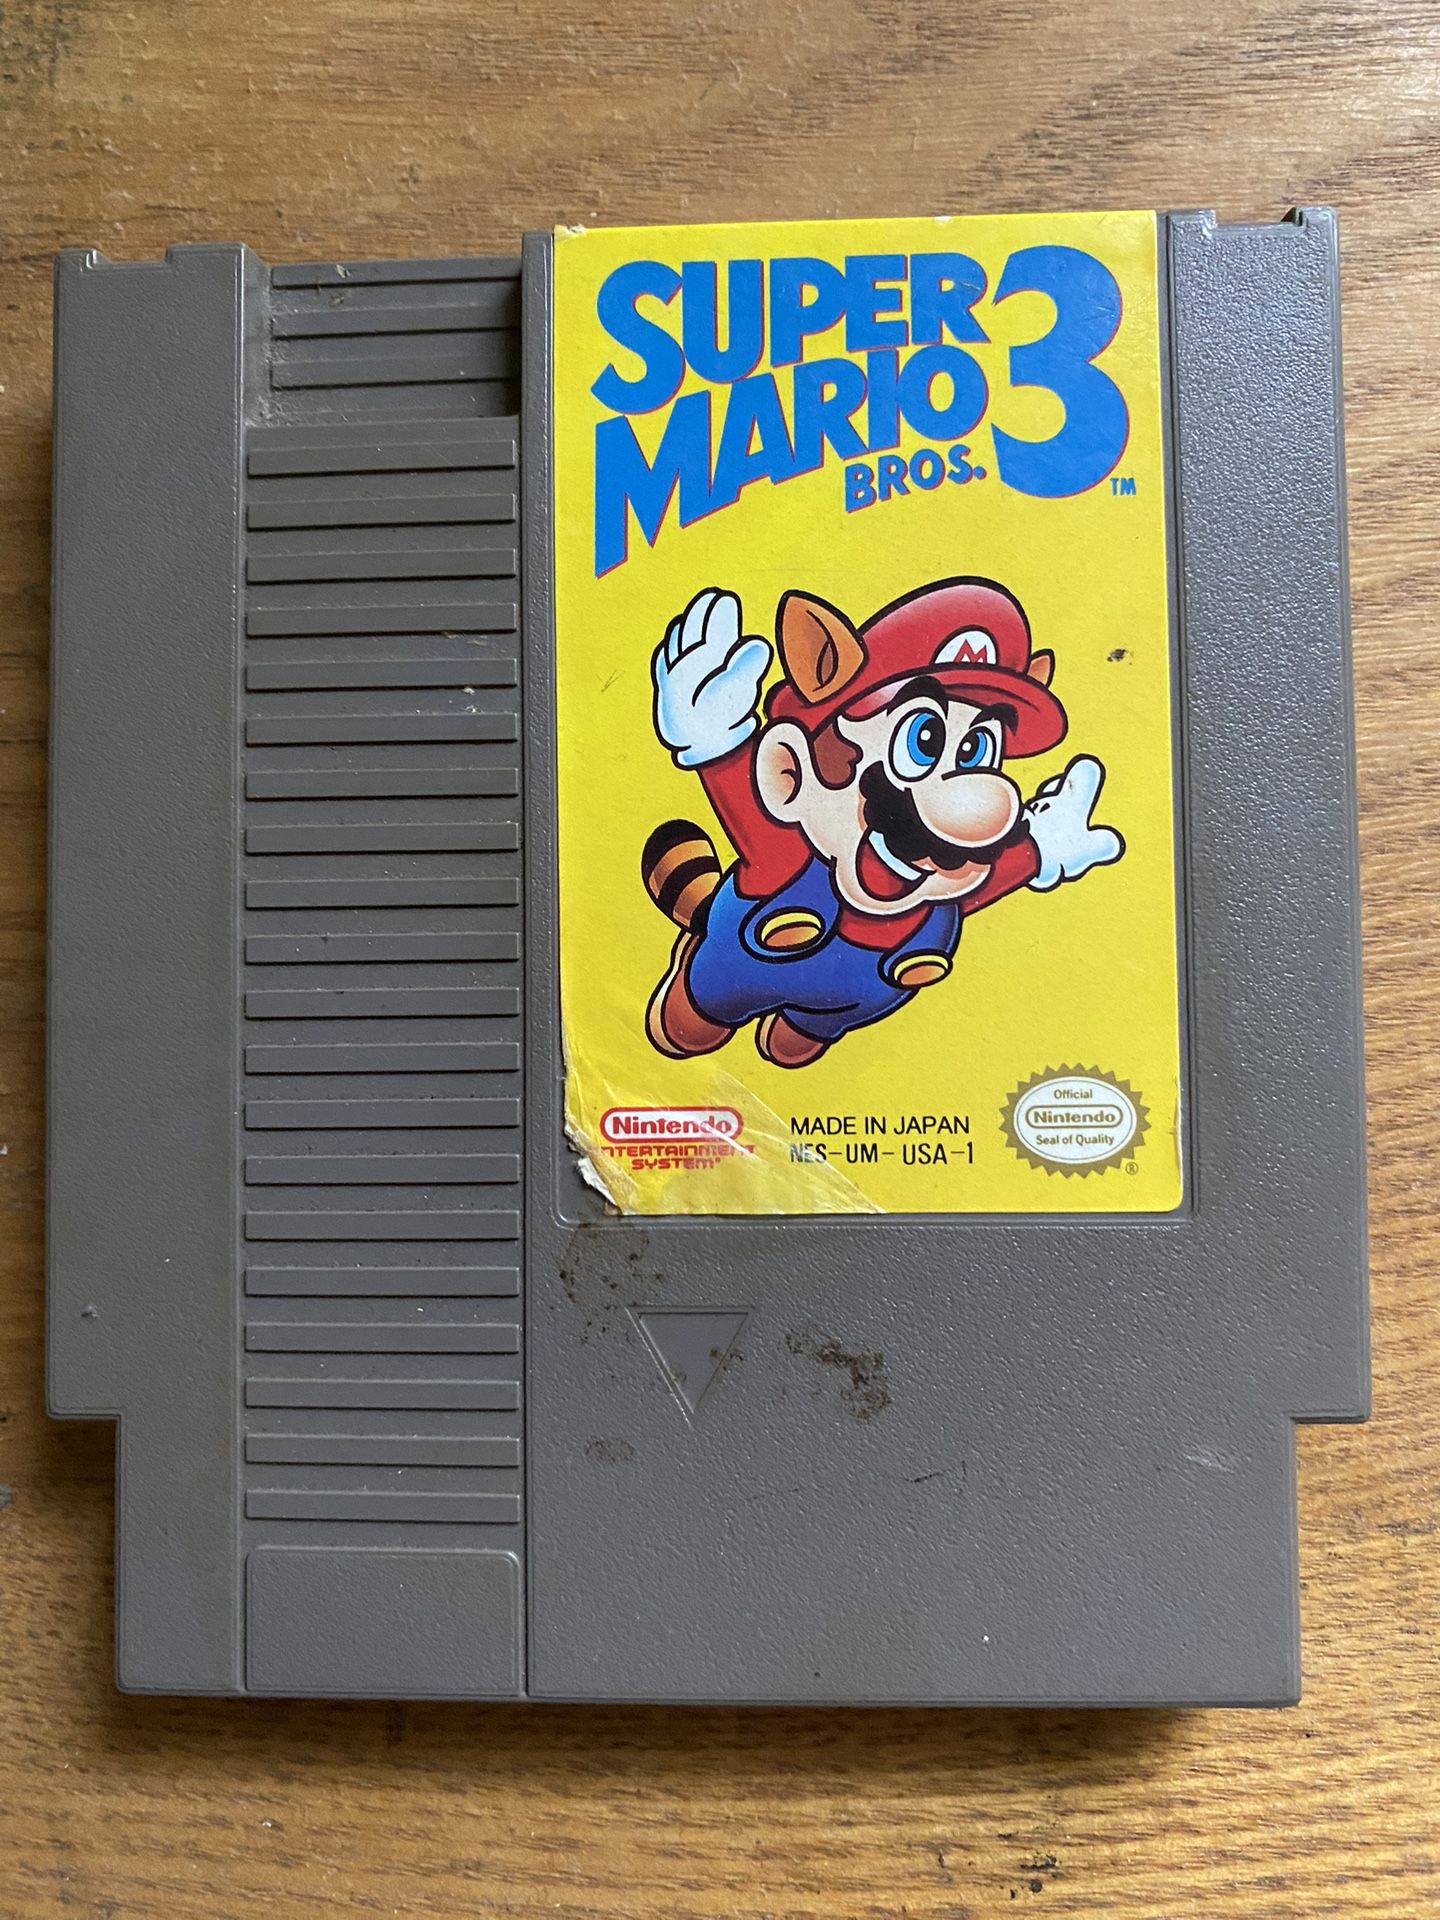 SUPER
MARIO
BROS. 3 ™
M
Nintendo
NTERTAINMENT
SYSTEM®
MADE IN JAPAN
NES-UM-USA-1
Official
Nintendo
Seal of Quality
®